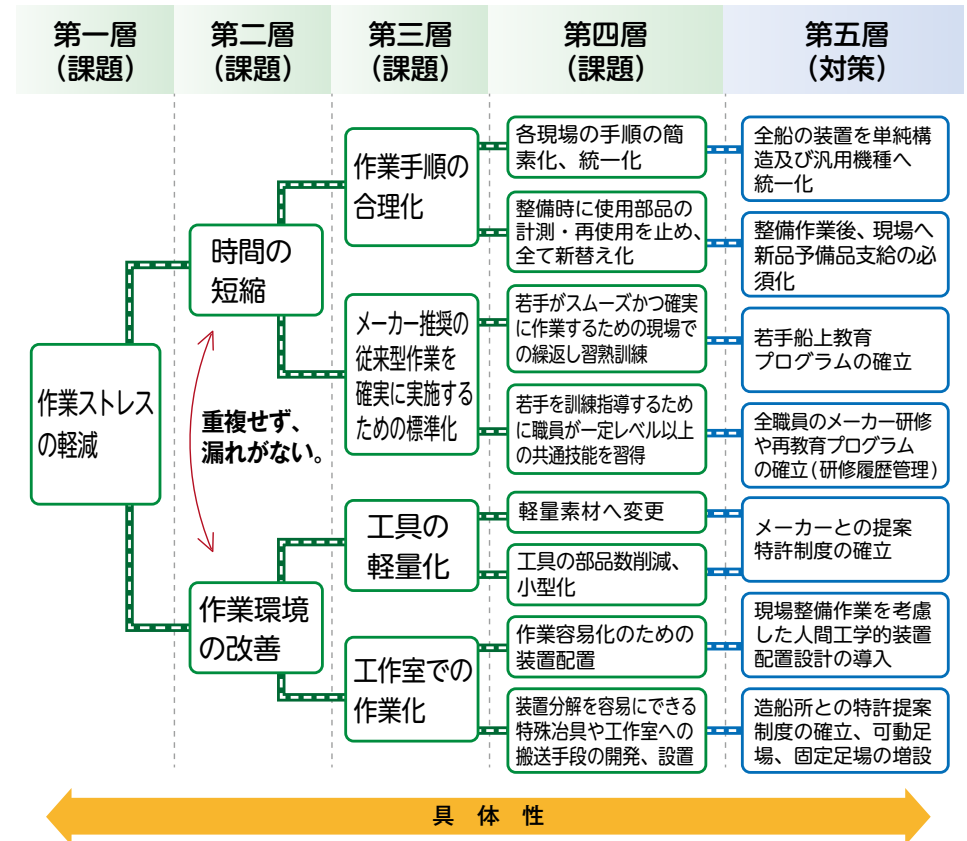 第一層
(課題)
第二層
(課題)
第三層
(課題)
第四層
(課題)
第五層
(対策)
作業ストレス
の軽減
時間の
短縮
重複せず、
漏れがない。
作業環境
の改善
作業手順の
合理化
メーカー推奨の
従来型作業を
確実に実施する
ための標準化
工具の
軽量化
工作室での
作業化
各現場の手順の簡
素化、統一化
整備時に使用部品の
計測・再使用を止め、
全て新替え化
若手がスムーズかつ確実
に作業するための現場で
の繰返し習熟訓練
若手を訓練指導するため
に職員が一定レベル以上
の共通技能を習得
軽量素材へ変更
工具の部品数削減、
小型化
作業容易化のための
装置配置
装置分解を容易にできる
特殊冶具や工作室への
搬送手段の開発、設置
全船の装置を単純構
造及び汎用機種へ
統一化
整備作業後、現場へ
新品予備品支給の必
須化
若手船上教育
プログラムの確立
全職員のメーカー研修
や再教育プログラム
の確立(研修履歴管理)
メーカーとの提案
特許制度の確立
現場整備作業を考慮
した人間工学的装置
配置設計の導入
造船所との特許提案
制度の確立、可動足
場、固定足場の増設
具 体 性